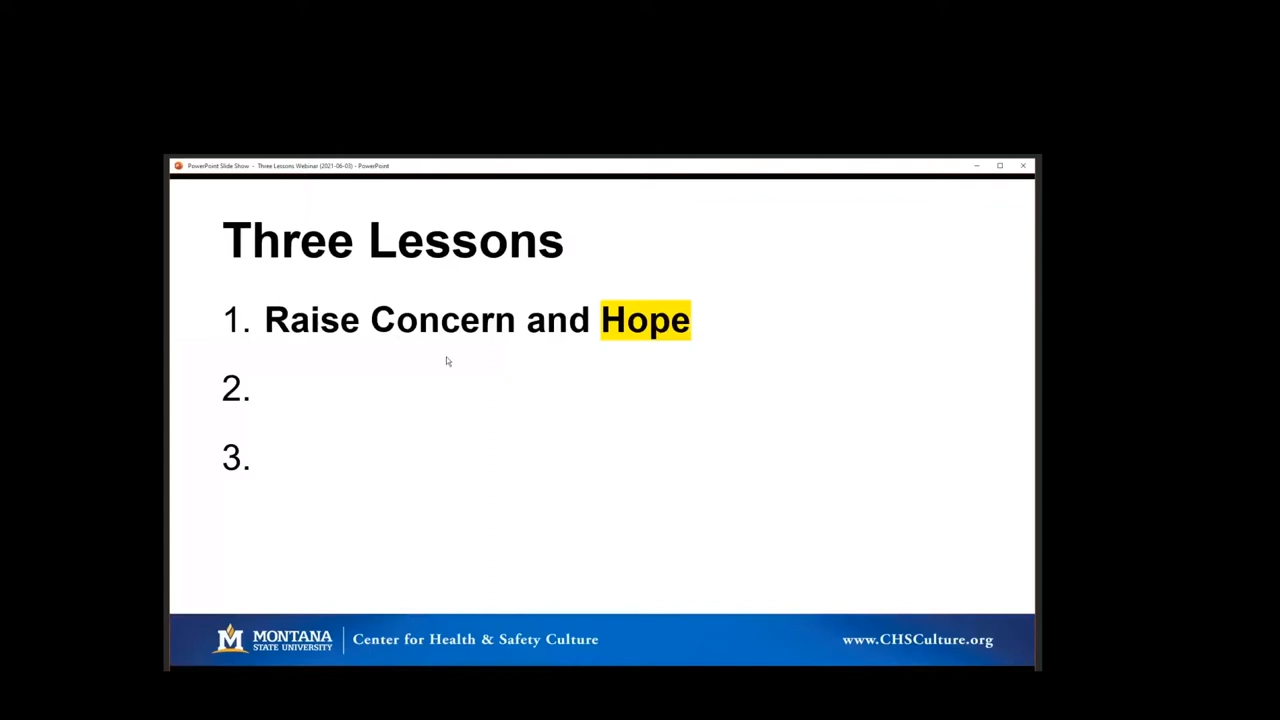 PowerPoint Slide Show - Three Lessons Webinar (2021-06-03) - PowerPoint
Three Lessons
1. Raise Concern and Hope
2.
3.
M MONTANA STATE UNIVERSITY Center for Health & Safety Culture www.CHSCulture.org